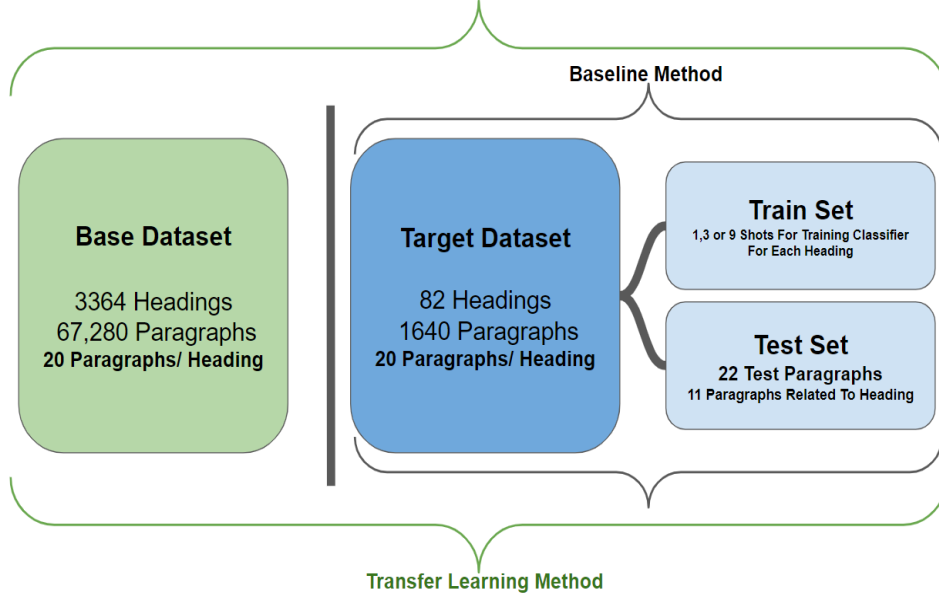 Baseline Method
Base Dataset
3364 Headings
67,280 Paragraphs
20 Paragraphs/ Heading
Target Dataset
82 Headings
1640 Paragraphs
20 Paragraphs/ Heading
Train Set
1,3 or 9 Shots For Training Classifier
For Each Heading
Test Set
22 Test Paragraphs
11 Paragraphs Related To Heading
Transfer Learning Method